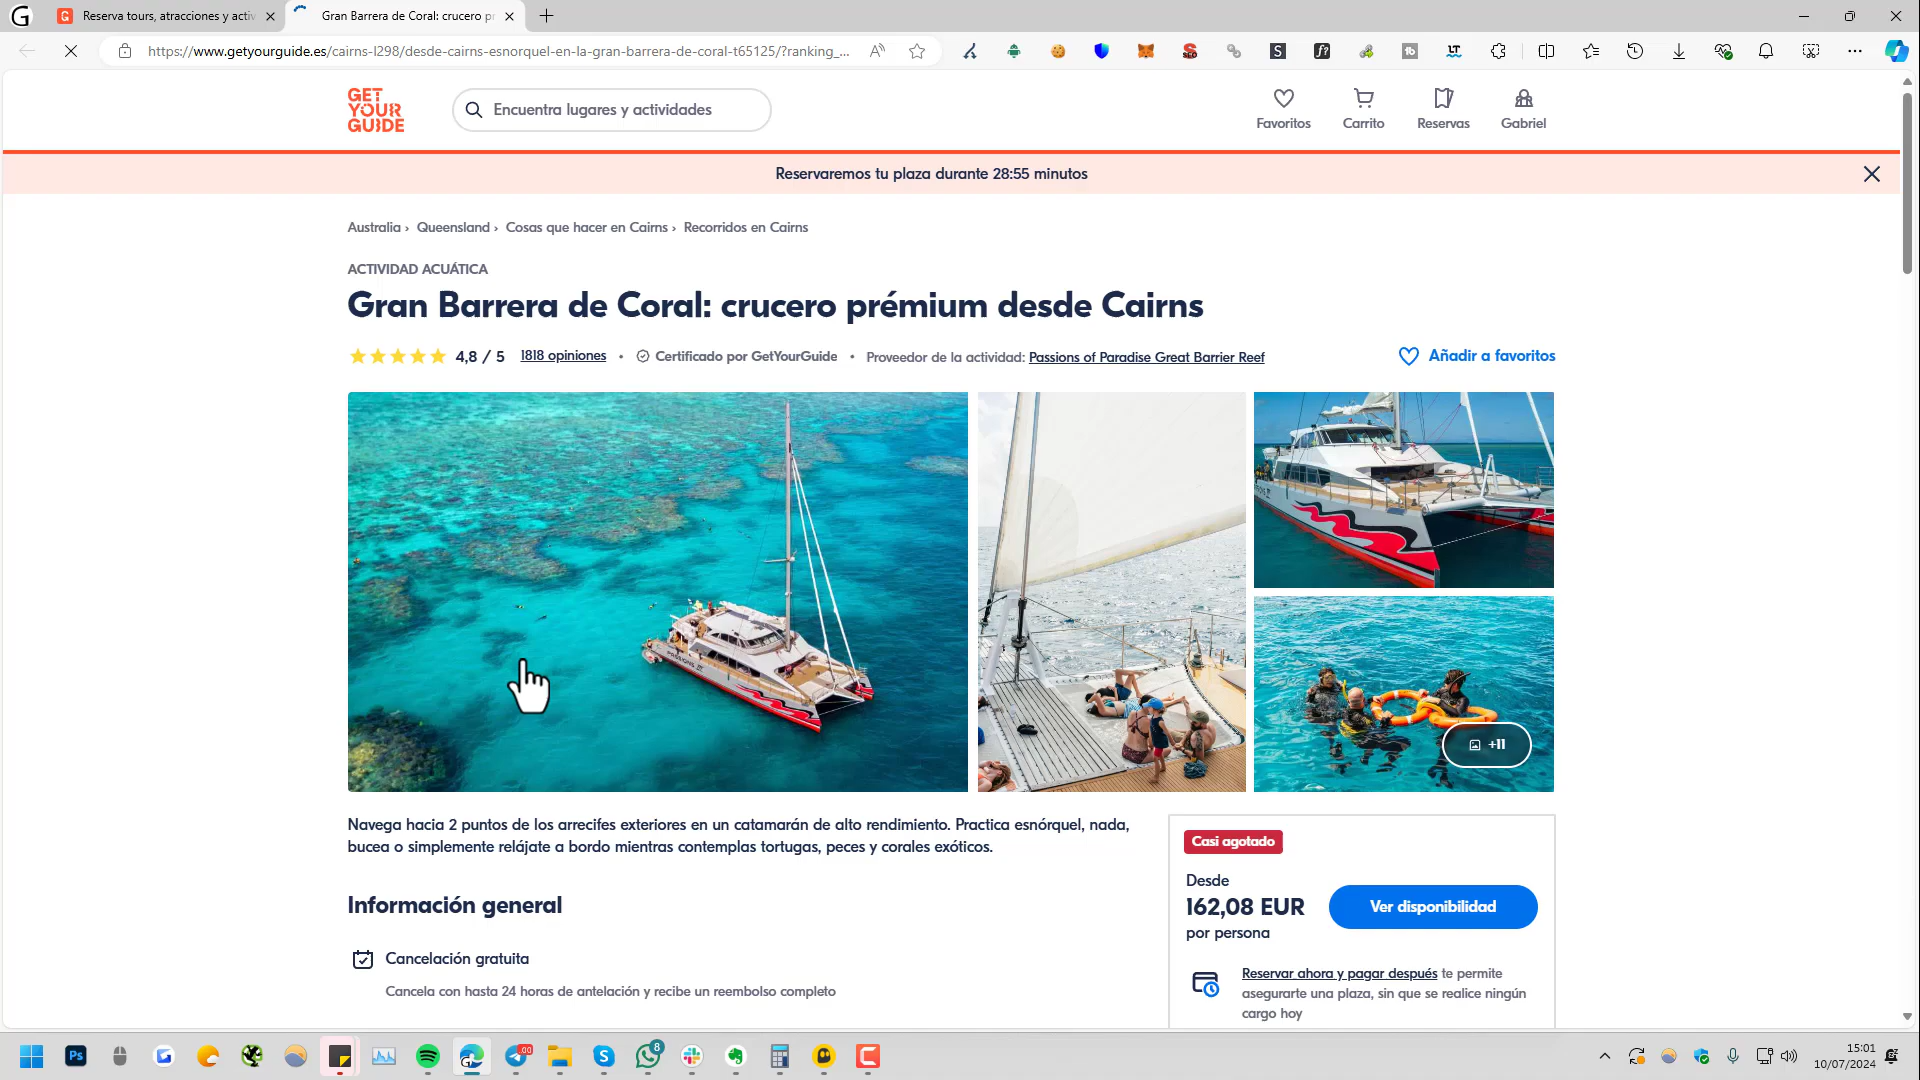 Reserva tours, atracciones y activ
Gran Barrera de Coral: crucero pr
https://www.getyourguide.es/cairns-l298/desde-cairns-esnorquel-en-la-gran-barrera-de-coral-t65125/?ranking_...
GET
YOUR
GUIDE
Encuentra lugares y actividades
Favoritos
Carrito
Reservas
Gabriel
Reservaremos tu plaza durante 28:55 minutos
Australia › Queensland › Cosas que hacer en Cairns › Recorridos en Cairns
ACTIVIDAD ACUÁTICA
Gran Barrera de Coral: crucero prémium desde Cairns
4,8 / 5 1818 opiniones • Certificado por GetYourGuide • Proveedor de la actividad: Passions of Paradise Great Barrier Reef
Añadir a favoritos
+11
Navega hacia 2 puntos de los arrecifes exteriores en un catamarán de alto rendimiento. Practica esnórquel, nada,
bucea o simplemente relájate a bordo mientras contemplas tortugas, peces y corales exóticos.
Información general
Cancelación gratuita
Cancela con hasta 24 horas de antelación y recibe un reembolso completo
Casi agotado
Desde
162,08 EUR
por persona
Ver disponibilidad
Reservar ahora y pagar después te permite
asegurarte una plaza, sin que se realice ningún
cargo hoy
15:01
10/07/2024